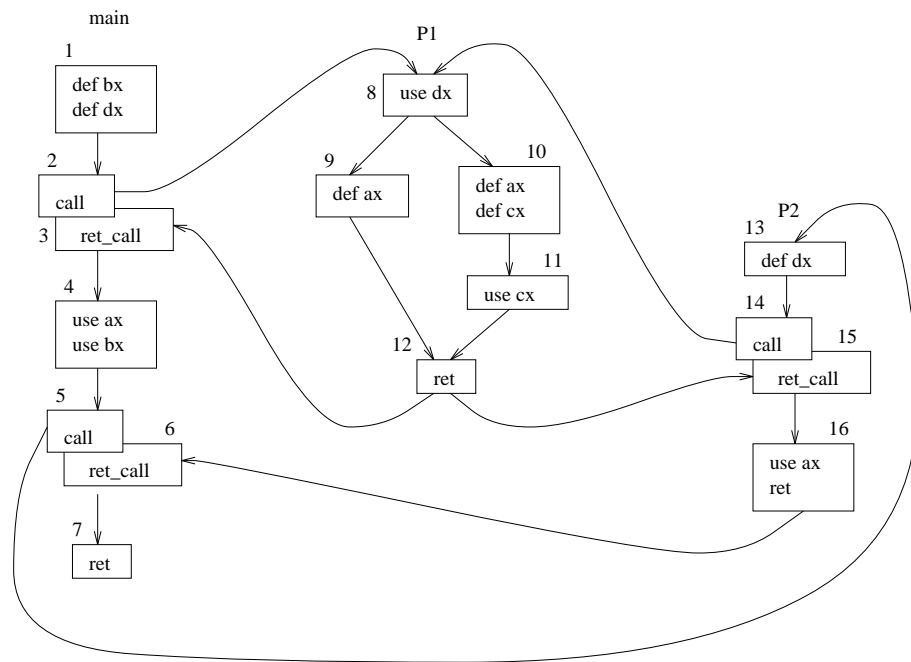 main
1
def bx
def dx
2
call
3
ret_call
4
use ax
use bx
5
call
6
ret_call
7
ret
P1
8
use dx
9
def ax
10
def ax
def cx
11
use cx
12
ret
P2
13
def dx
14
call
15
ret_call
16
use ax
ret